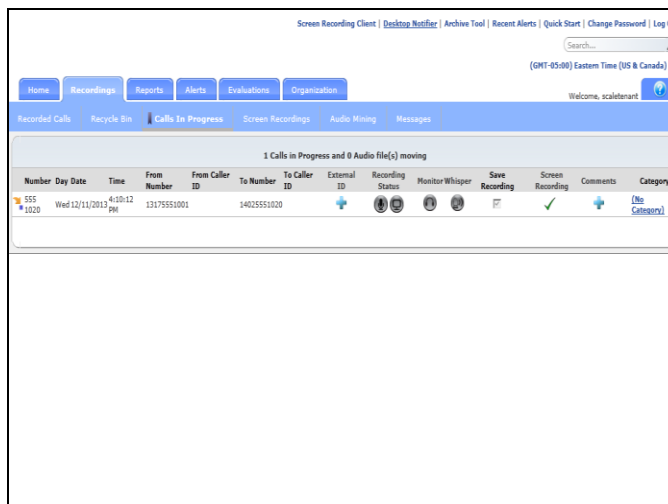 Screen Recording Client | Desktop Notifier | Archive Tool | Recent Alerts | Quick Start | Change Password | Log
Search...
(GMT-05:00) Eastern Time (US & Canada)
Home Recordings Reports Alerts Evaluations Organization Welcome, scaletenant
Recorded Calls Recycle Bin Calls In Progress Screen Recordings Audio Mining Messages
1 Calls in Progress and 0 Audio file(s) moving
Number Day Date Time From Number From Caller ID To Number To Caller ID External ID Recording Status Monitor Whisper Save Recording Screen Recording Comments Category
555 1020 Wed 12/11/2013 4:10:12 PM 13175551001 14025551020 (No Category)